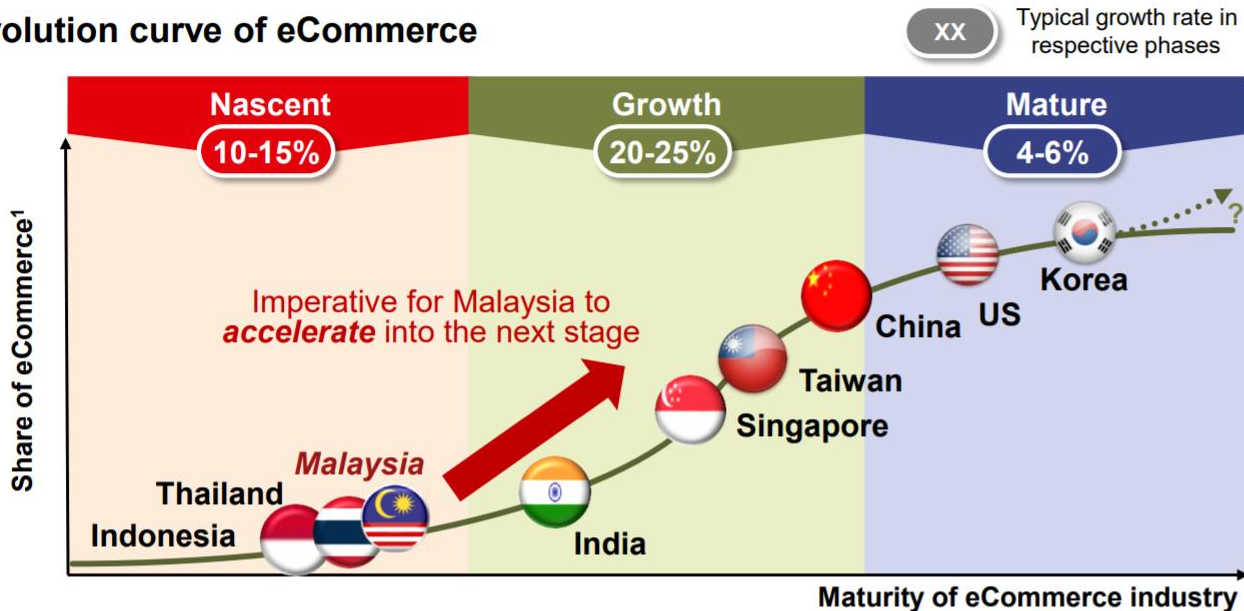 volution curve of eCommerce
XX
Typical growth rate in
respective phases
Nascent
10-15%
Growth
20-25%
Mature
4-6%
Share of eCommerce¹
Imperative for Malaysia to
accelerate into the next stage
?
Korea
US
China
Taiwan
Singapore
Malaysia
Thailand
Indonesia
India
Maturity of eCommerce industry